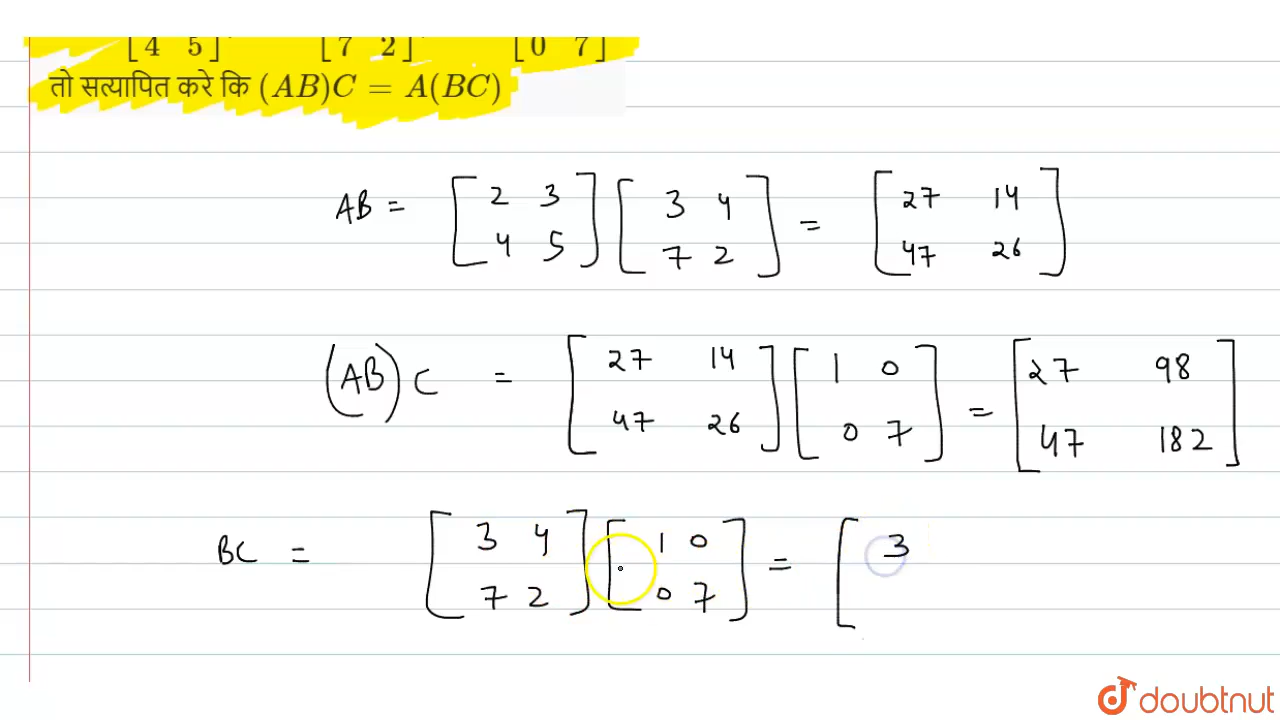 [4 5], [7 2], [0 7]
तो सत्यापित करे कि (AB)C = A(BC)
AB = [2 3; 4 5] [3 4; 7 2] = [27 14; 47 26]
(AB)C = [27 14; 47 26] [1 0; 0 7] = [27 98; 47 182]
BC = [3 4; 7 2] [1 0; 0 7] = [3
doubtnut